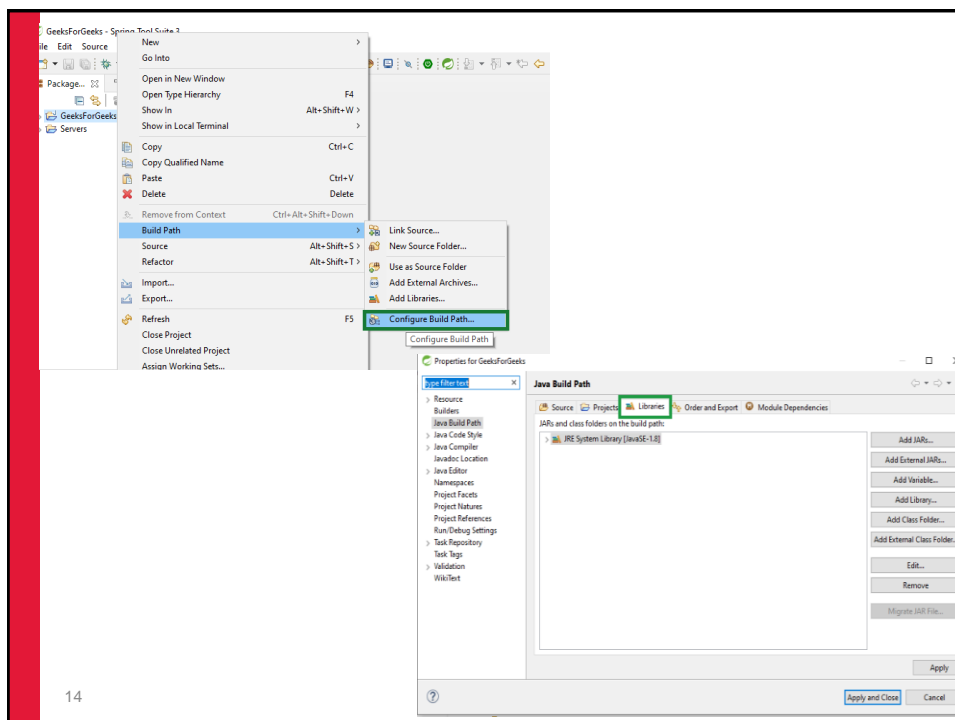 GeeksForGeeks - Spring Tool Suite 3
ile Edit Source
Package...
GeeksForGeeks
Servers
New
Go Into
Open in New Window
Open Type Hierarchy F4
Show In Alt+Shift+W >
Show in Local Terminal
Copy Ctrl+C
Copy Qualified Name
Paste Ctrl+V
Delete Delete
Remove from Context Ctrl+Alt+Shift+Down
Build Path
Source Alt+Shift+S >
Refactor Alt+Shift+T >
Import...
Export...
Refresh F5
Close Project
Close Unrelated Project
Assign Working Sets...
Link Source...
New Source Folder...
Use as Source Folder
Add External Archives...
Add Libraries...
Configure Build Path...
Configure Build Path
Properties for GeeksForGeeks
type filter text
Resource
Builders
Java Build Path
Java Code Style
Java Compiler
Javadoc Location
Java Editor
Namespaces
Project Facets
Project Natures
Project References
Run/Debug Settings
Task Repository
Task Tags
Validation
WikiText
Java Build Path
Source Projects Libraries Order and Export Module Dependencies
JARs and class folders on the build path:
JRE System Library [JavaSE-1.8]
Add JARs...
Add External JARs...
Add Variable...
Add Library...
Add Class Folder...
Add External Class Folder..
Edit...
Remove
Migrate JAR File...
Apply
Apply and Close Cancel
14